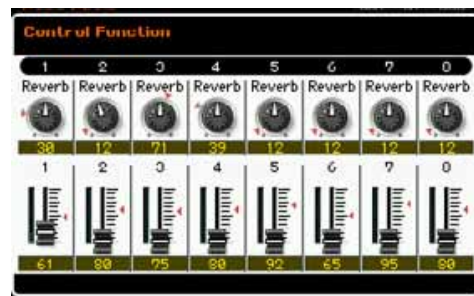 Control Function
1 2 3 4 5 6 7 8
Reverb Reverb Reverb Reverb Reverb Reverb Reverb Reverb
30 12 71 39 12 12 12 12
1 2 3 4 5 6 7 8
61 80 75 80 92 65 95 80